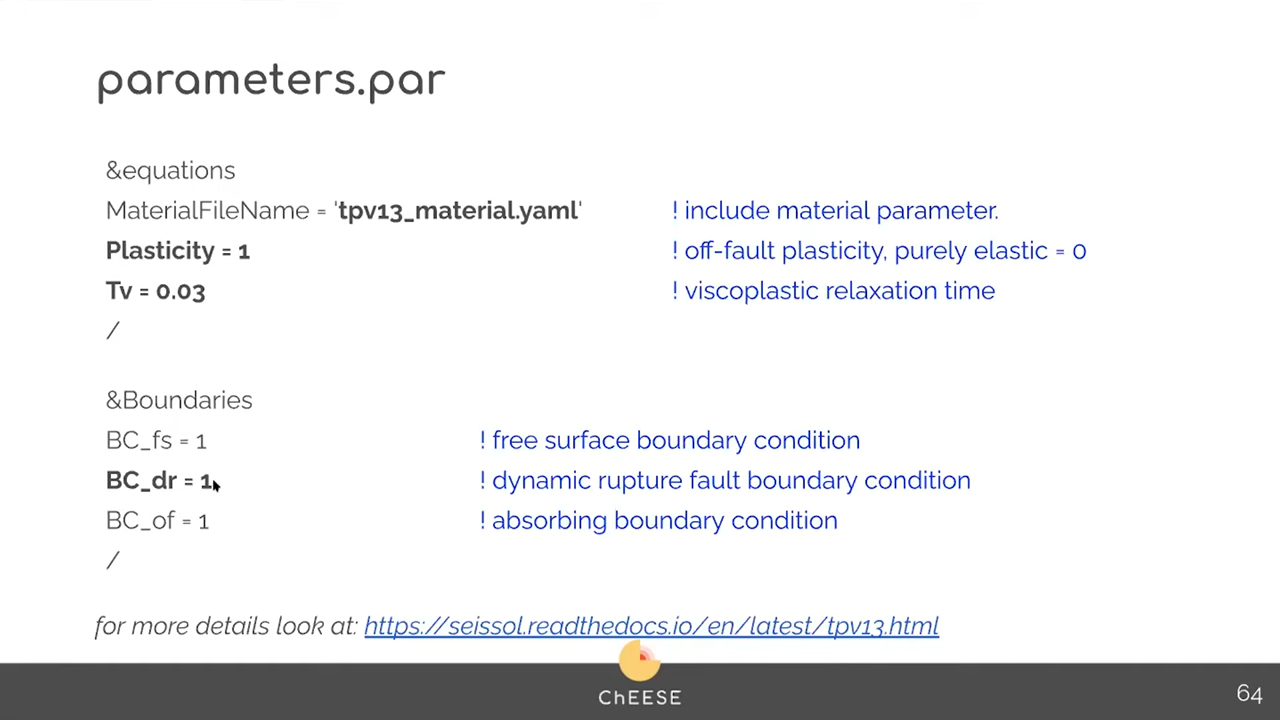 parameters.par
&equations
MaterialFileName = 'tpv13_material.yaml' ! include material parameter.
Plasticity = 1 ! off-fault plasticity, purely elastic = 0
Tv = 0.03 ! viscoplastic relaxation time
/
&Boundaries
BC_fs = 1 ! free surface boundary condition
BC_dr = 1 ! dynamic rupture fault boundary condition
BC_of = 1 ! absorbing boundary condition
/
for more details look at: https://seissol.readthedocs.io/en/latest/tpv13.html
ChEESE
64